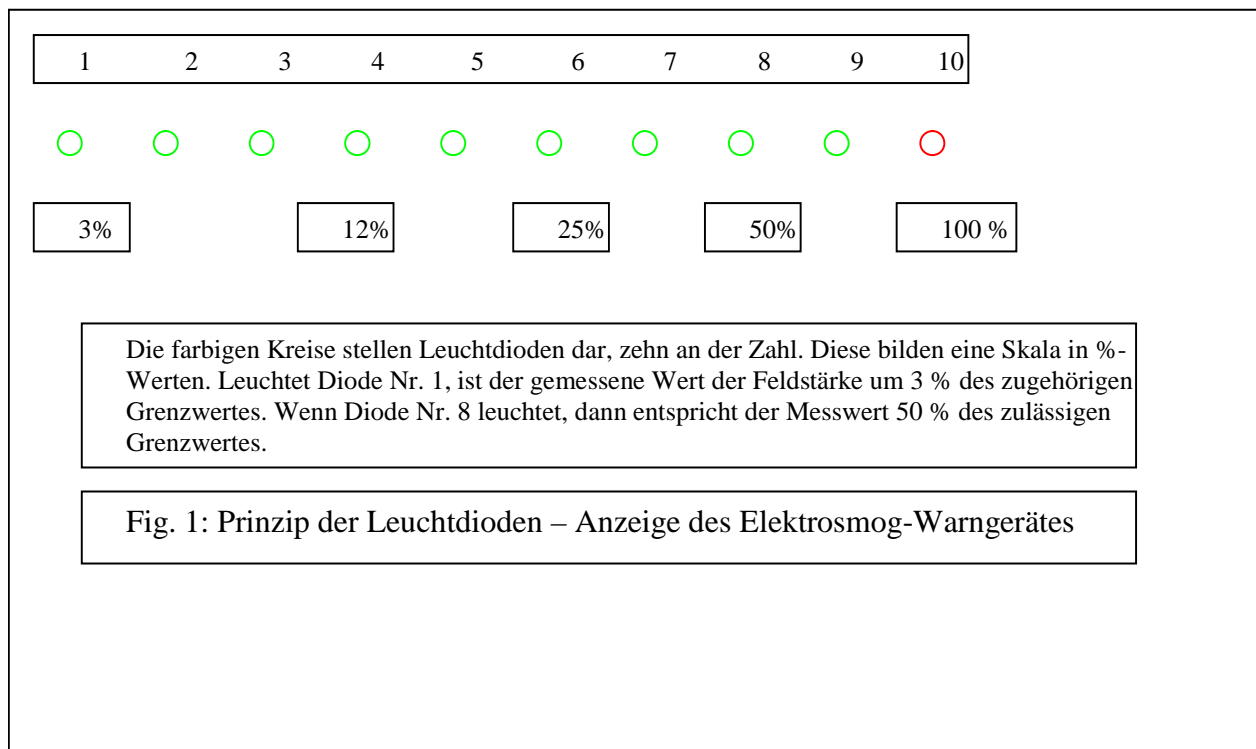 1 2 3 4 5 6 7 8 9 10
3% 12% 25% 50% 100 %
Die farbigen Kreise stellen Leuchtdioden dar, zehn an der Zahl. Diese bilden eine Skala in %-
Werten. Leuchtet Diode Nr. 1, ist der gemessene Wert der Feldstärke um 3 % des zugehörigen
Grenzwertes. Wenn Diode Nr. 8 leuchtet, dann entspricht der Messwert 50 % des zulässigen
Grenzwertes.
Fig. 1: Prinzip der Leuchtdioden – Anzeige des Elektrosmog-Warngerätes